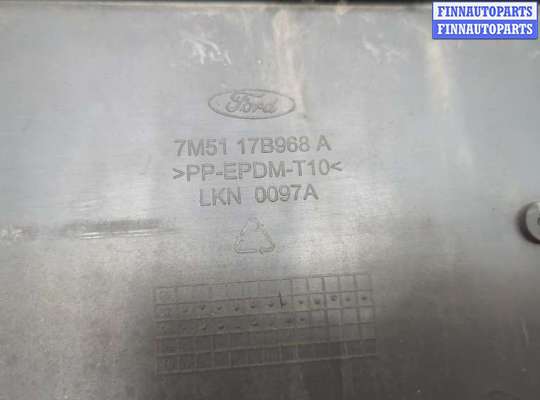 FINNAUTOPARTS
FINNAUTOPARTS
Ford
7M51 17B968 A
>PP-EPDM-T10<
LKN 0097A